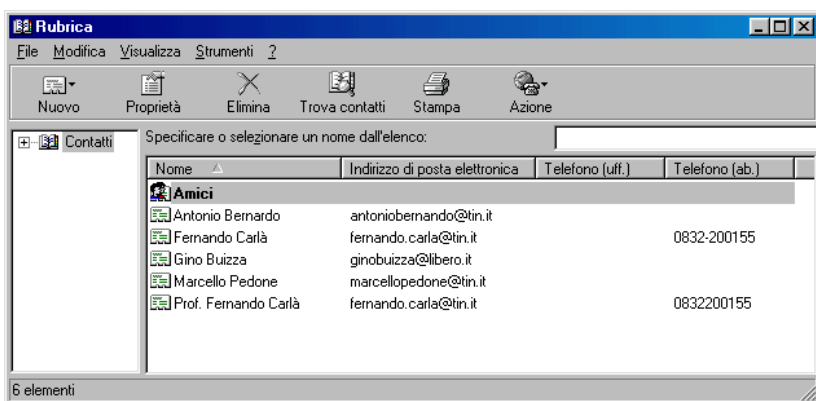 Rubrica
File Modifica Visualizza Strumenti ?
Nuovo Proprietà Elimina Trova contatti Stampa Azione
Contatti
Specificare o selezionare un nome dall'elenco:
Nome Indirizzo di posta elettronica Telefono (uff.) Telefono (ab.)
Amici
Antonio Bernardo antoniobernando@tin.it
Fernando Carlà fernando.carla@tin.it 0832-200155
Gino Buizza ginobuizza@libero.it
Marcello Pedone marcellopedone@tin.it
Prof. Fernando Carlà fernando.carla@tin.it 0832200155
6 elementi